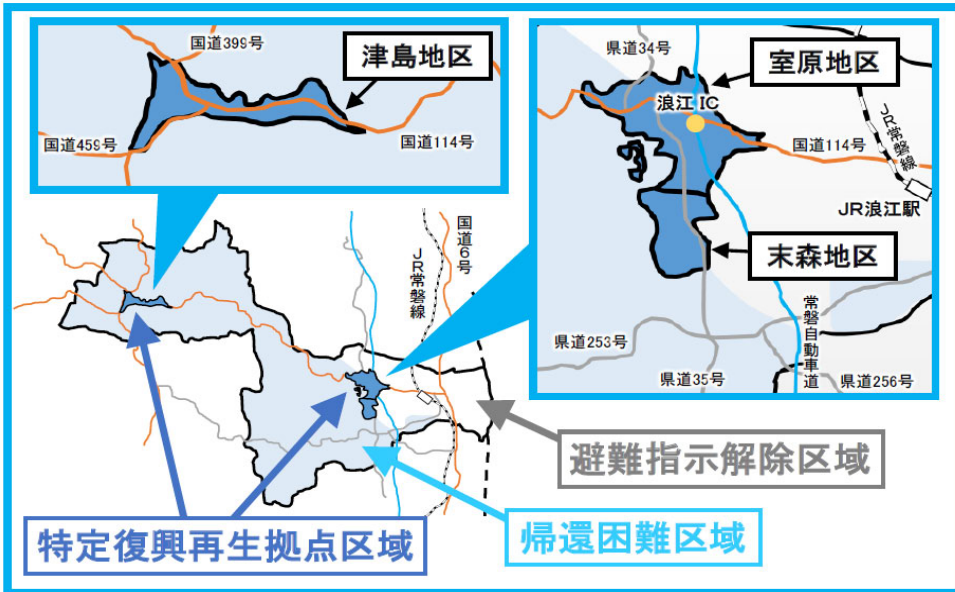 国道399号
津島地区
国道459号
国道114号
県道34号
室原地区
浪江 IC
JR常磐線
国道114号
JR浪江駅
末森地区
常磐自動車道
県道253号
県道35号
県道256号
国道6号
JR常磐線
避難指示解除区域
特定復興再生拠点区域
帰還困難区域